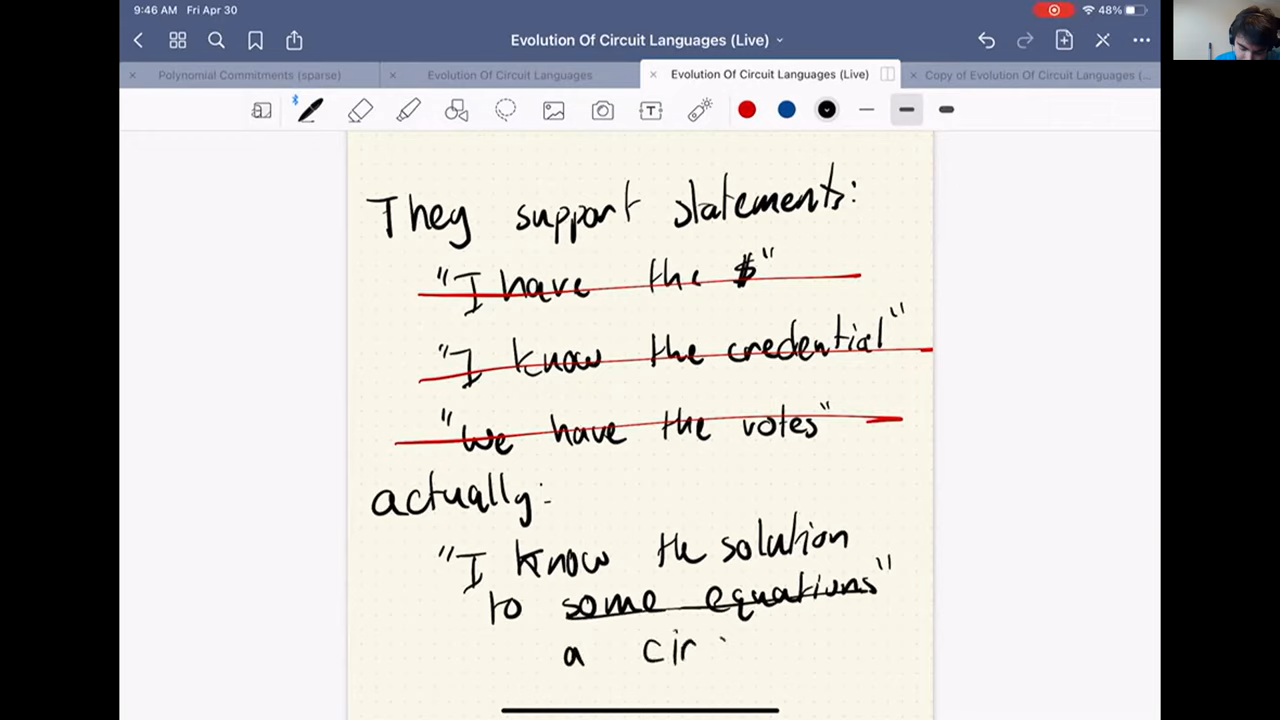 9:46 AM Fri Apr 30
48%
Evolution Of Circuit Languages (Live)
Polynomial Commitments (sparse)
Evolution Of Circuit Languages
Evolution Of Circuit Languages (Live)
Copy of Evolution Of Circuit Languages (...
They support statements:
"I have the $"
"I know the credential"
"we have the votes"
actually:
"I know the solution
to some equations"
a cir